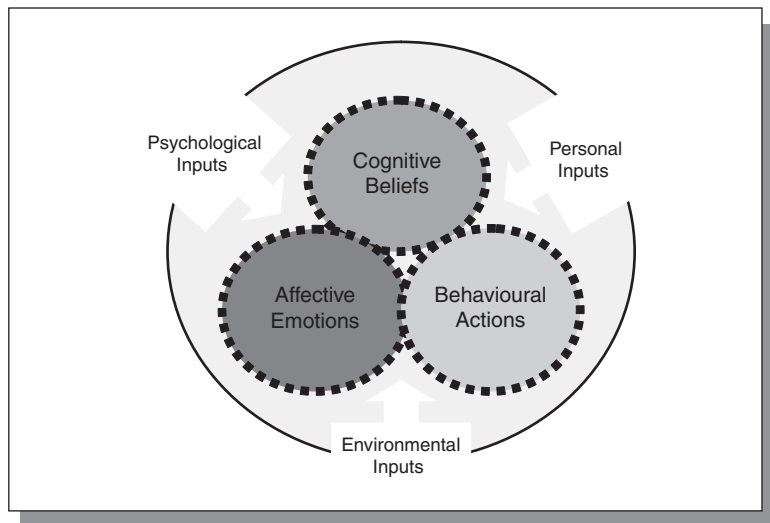 Psychological
Inputs
Personal
Inputs
Cognitive
Beliefs
Affective
Emotions
Behavioural
Actions
Environmental
Inputs